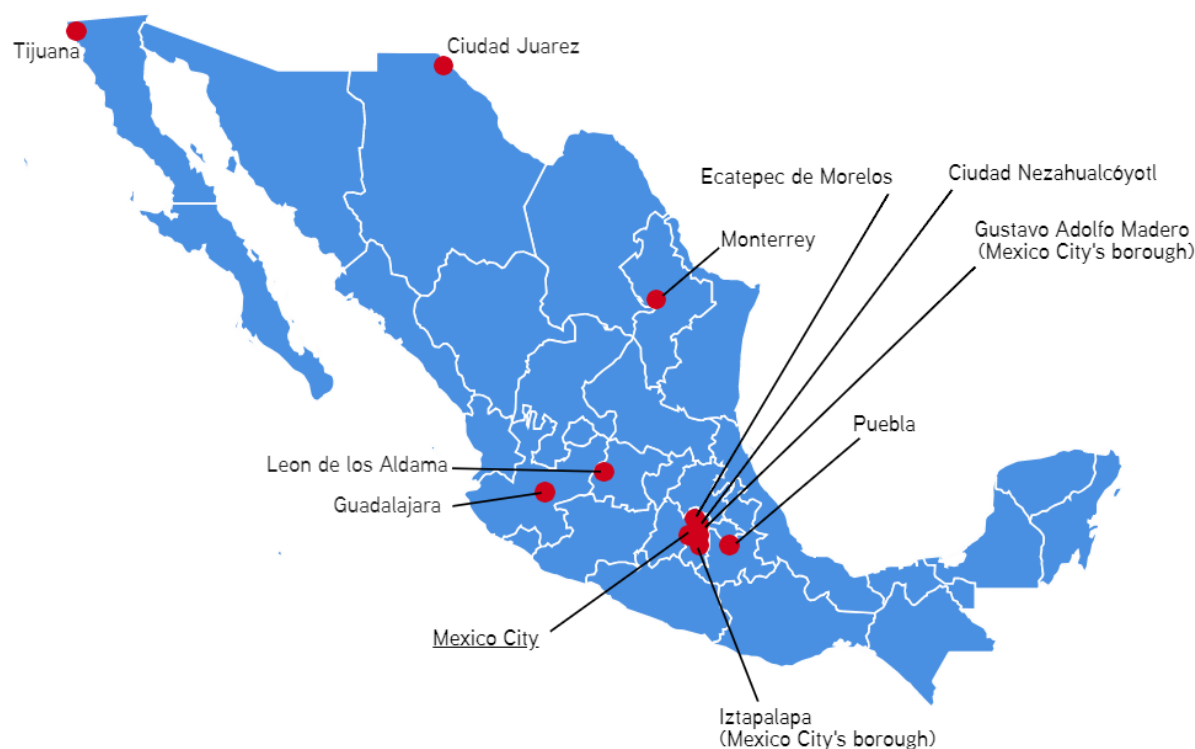 Tijuana
Ciudad Juarez
Ecatepec de Morelos
Ciudad Nezahualcóyotl
Gustavo Adolfo Madero
(Mexico City's borough)
Monterrey
Puebla
Leon de los Aldama
Guadalajara
Mexico City
Iztapalapa
(Mexico City's borough)